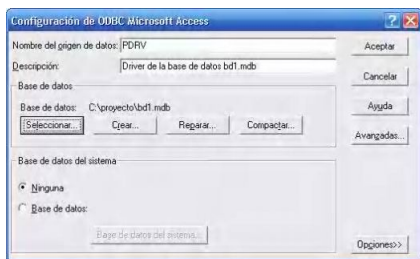 Configuración de ODBC Microsoft Access
Nombre del origen de datos: PDRV
Descripción: Driver de la base de datos bd1.mdb
Base de datos
Base de datos: C:\proyecto\bd1.mdb
Seleccionar... Crear... Reparar... Compactar...
Base de datos del sistema
Ninguna
Base de datos:
Base de datos del sistema...
Aceptar
Cancelar
Ayuda
Avanzadas...
Opciones>>